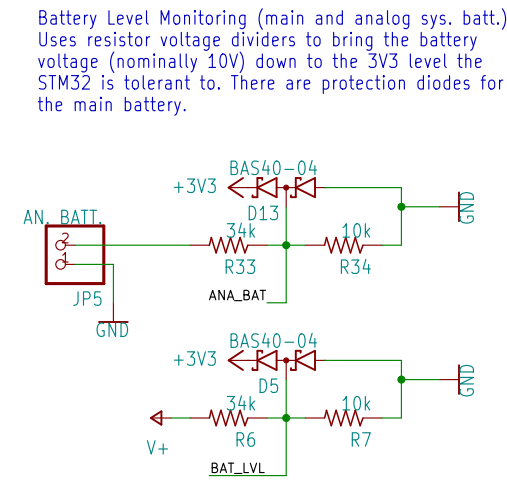 Battery Level Monitoring (main and analog sys. batt.)
Uses resistor voltage dividers to bring the battery
voltage (nominally 10V) down to the 3V3 level the
STM32 is tolerant to. There are protection diodes for
the main battery.
BAS40-04
+3V3
D13
GND
AN. BATT.
2
1
JP5
GND
34k
R33
10k
R34
ANA_BAT
BAS40-04
+3V3
D5
GND
34k
R6
10k
R7
V+
BAT_LVL